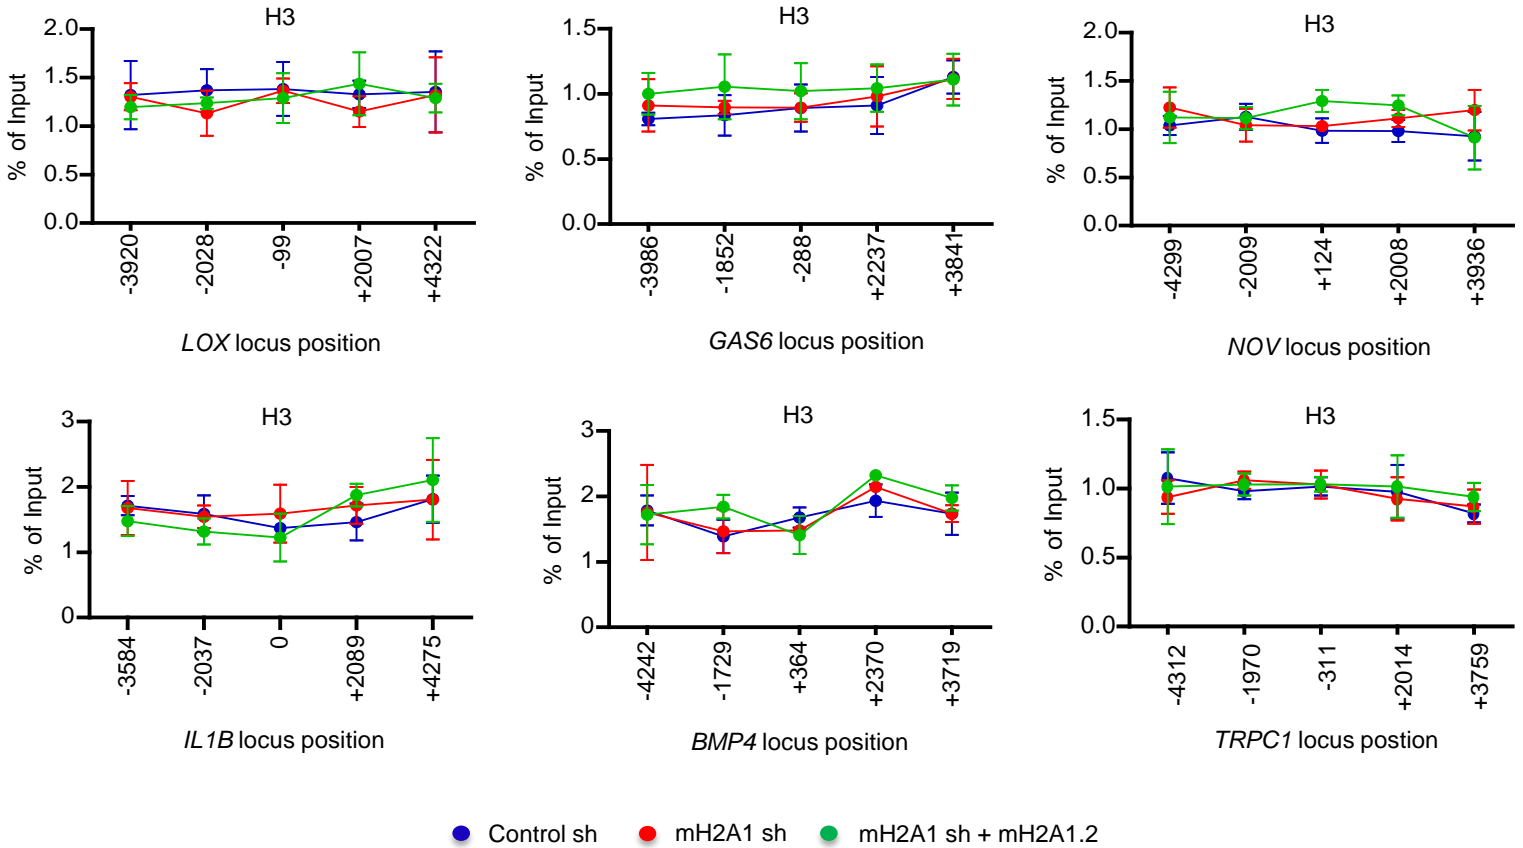 H3
% of Input
2.0
1.5
1.0
0.5
0.0
-3920
-2028
-99
+2007
+4322
LOX locus position
H3
% of Input
1.5
1.0
0.5
0.0
-3986
-1852
-288
+2237
+3841
GAS6 locus position
H3
% of Input
2.0
1.5
1.0
0.5
0.0
-4299
-2009
+124
+2008
+3936
NOV locus position
H3
% of Input
3
2
1
0
-3584
-2037
0
+2089
+4275
IL1B locus position
H3
% of Input
3
2
1
0
-4242
-1729
+364
+2370
+3719
BMP4 locus position
H3
% of Input
1.5
1.0
0.5
0.0
-4312
-1970
-311
+2014
+3759
TRPC1 locus postion
Control sh
mH2A1 sh
mH2A1 sh + mH2A1.2